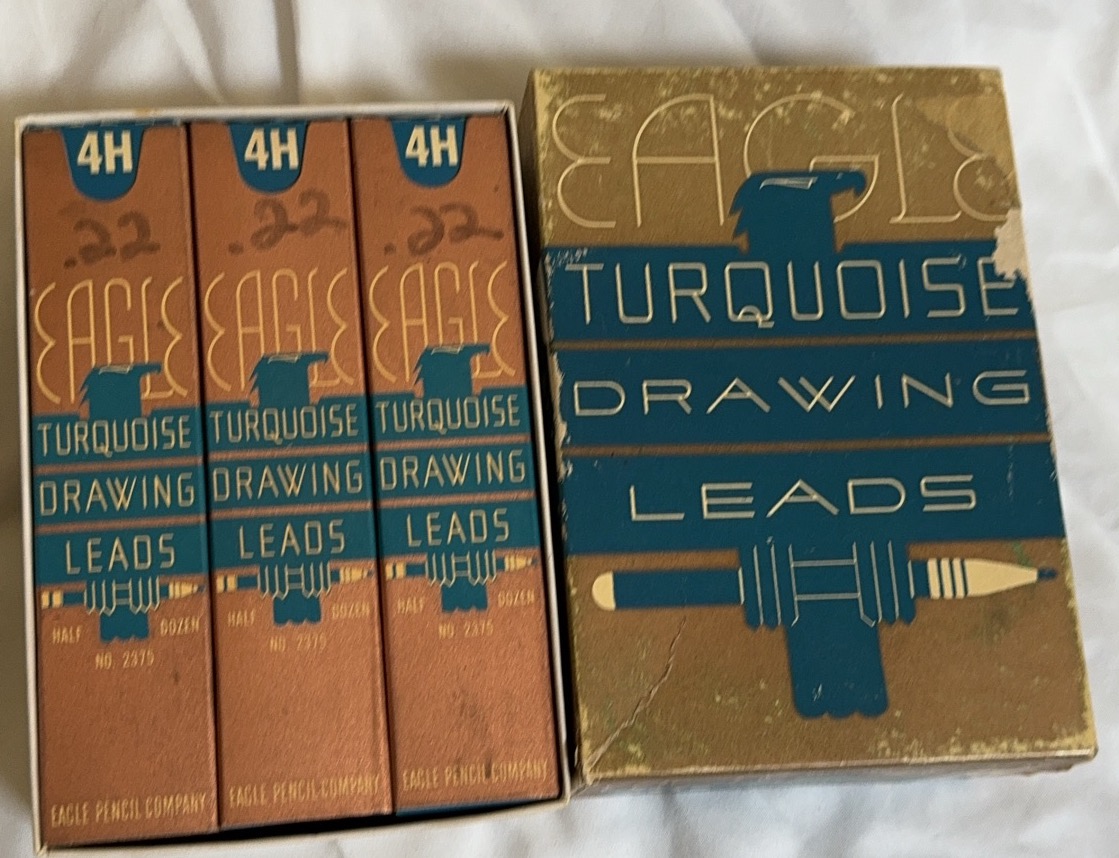 4H
.22
EAGLE
TURQUOISE
DRAWING
LEADS
HALF DOZEN
NO. 2375
EAGLE PENCIL COMPANY
4H
.22
EAGLE
TURQUOISE
DRAWING
LEADS
HALF DOZEN
NO. 2375
EAGLE PENCIL COMPANY
4H
.22
EAGLE
TURQUOISE
DRAWING
LEADS
HALF DOZEN
NO. 2375
EAGLE PENCIL COMPANY
EAGLE
TURQUOISE
DRAWING
LEADS